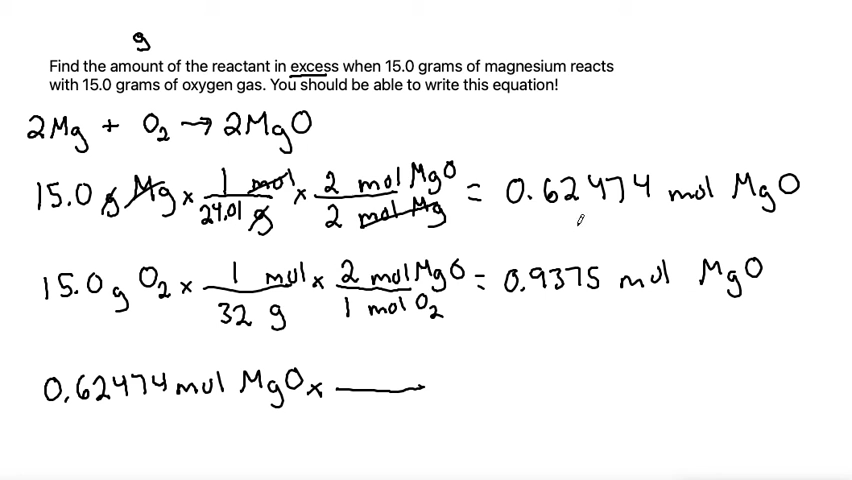 g
Find the amount of the reactant in excess when 15.0 grams of magnesium reacts
with 15.0 grams of oxygen gas. You should be able to write this equation!
2Mg + O₂ → 2MgO
15.0 g Mg × 1 mol / 24.01 g × 2 mol MgO / 2 mol Mg = 0.62474 mol MgO
15.0 g O₂ × 1 mol / 32 g × 2 mol MgO / 1 mol O₂ = 0.9375 mol MgO
0.62474 mol MgO ×